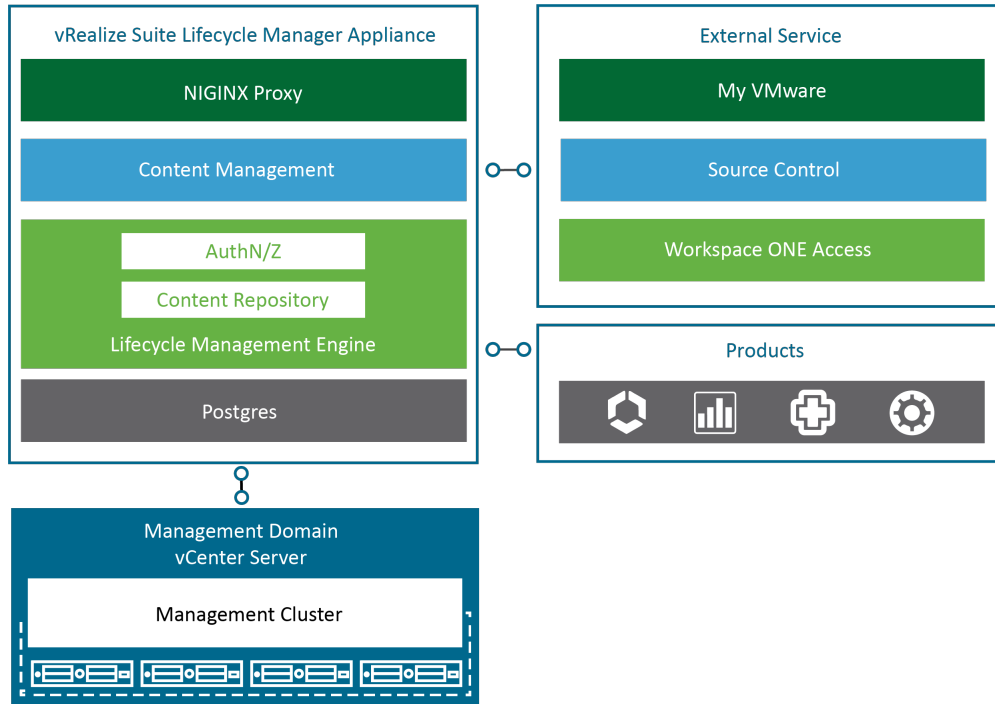 vRealize Suite Lifecycle Manager Appliance
NIGINX Proxy
Content Management
AuthN/Z
Content Repository
Lifecycle Management Engine
Postgres
External Service
My VMware
Source Control
Workspace ONE Access
Products
Management Domain
vCenter Server
Management Cluster